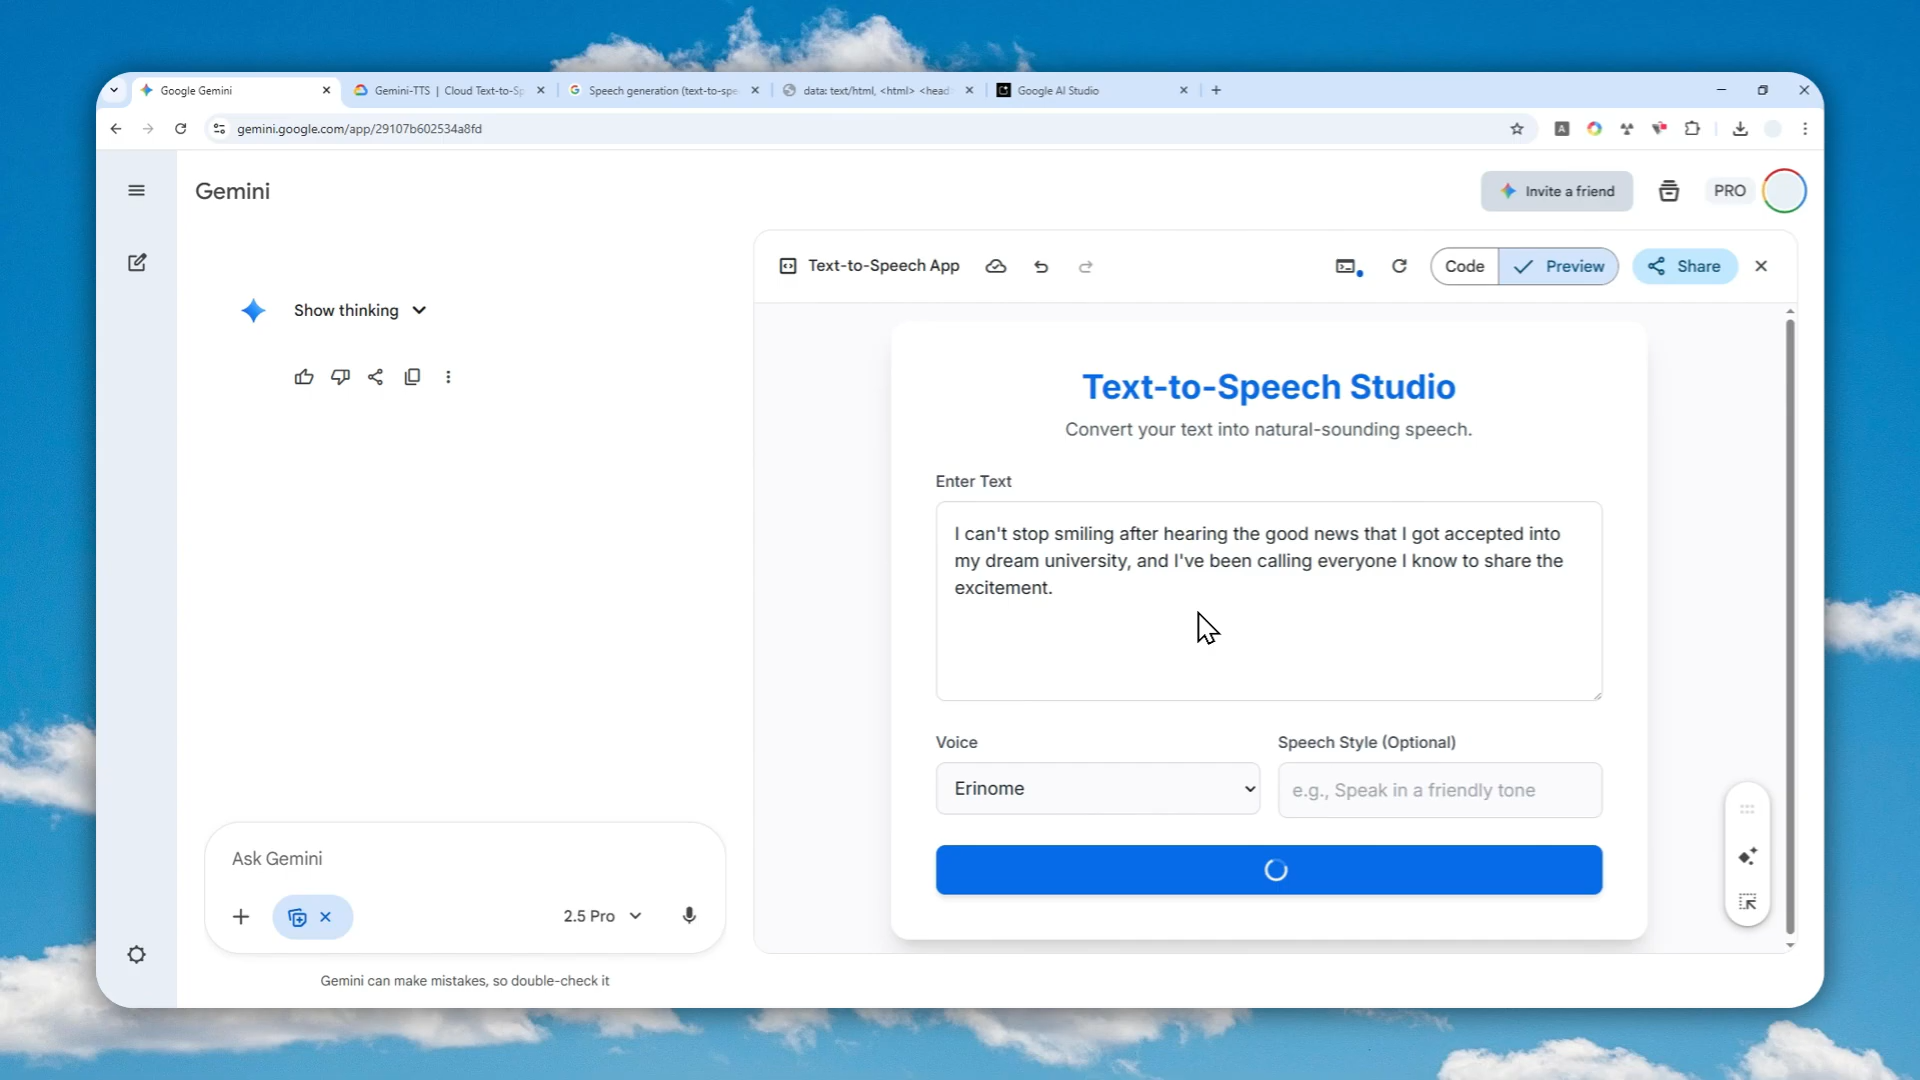 Google Gemini
Gemini-TTS | Cloud Text-to-Sp
Speech generation (text-to-spe
data: text/html, <html> <head
Google AI Studio
gemini.google.com/app/29107b602534a8fd
A
Gemini
Invite a friend
PRO
Show thinking
Text-to-Speech App
Code
Preview
Share
Text-to-Speech Studio
Convert your text into natural-sounding speech.
Enter Text
I can't stop smiling after hearing the good news that I got accepted into
my dream university, and I've been calling everyone I know to share the
excitement.
Voice
Speech Style (Optional)
Erinome
e.g., Speak in a friendly tone
Ask Gemini
2.5 Pro
Gemini can make mistakes, so double-check it